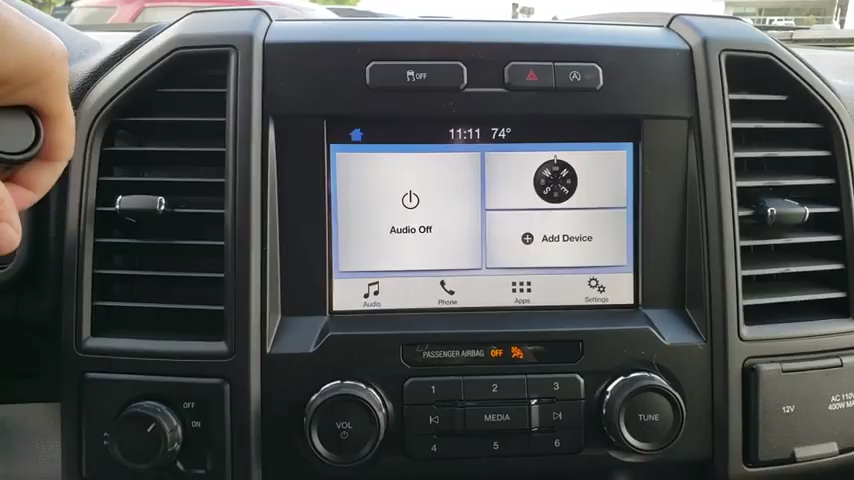 OFF
11:11 74°
N
E
S
W
Audio Off
Add Device
Audio
Phone
Apps
Settings
PASSENGER AIRBAG OFF
1 2 3
MEDIA
4 5 6
VOL
TUNE
OFF
ON
12V
AC 110V
400W MA